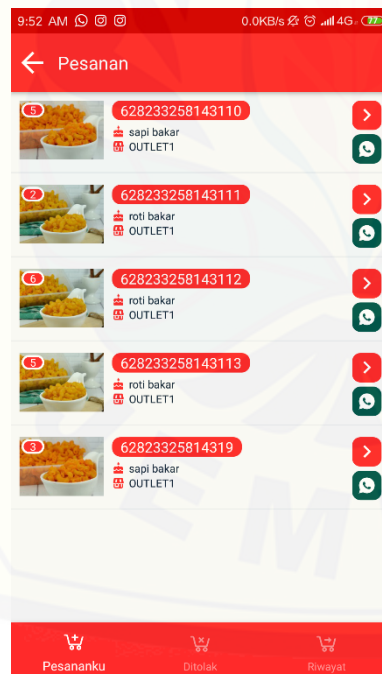 9:52 AM 0.0KB/s 4G 77
Pesanan
5 628233258143110
sapi bakar
OUTLET1
2 628233258143111
roti bakar
OUTLET1
6 628233258143112
roti bakar
OUTLET1
5 628233258143113
roti bakar
OUTLET1
3 62823325814319
sapi bakar
OUTLET1
Pesananku Ditolak Riwayat